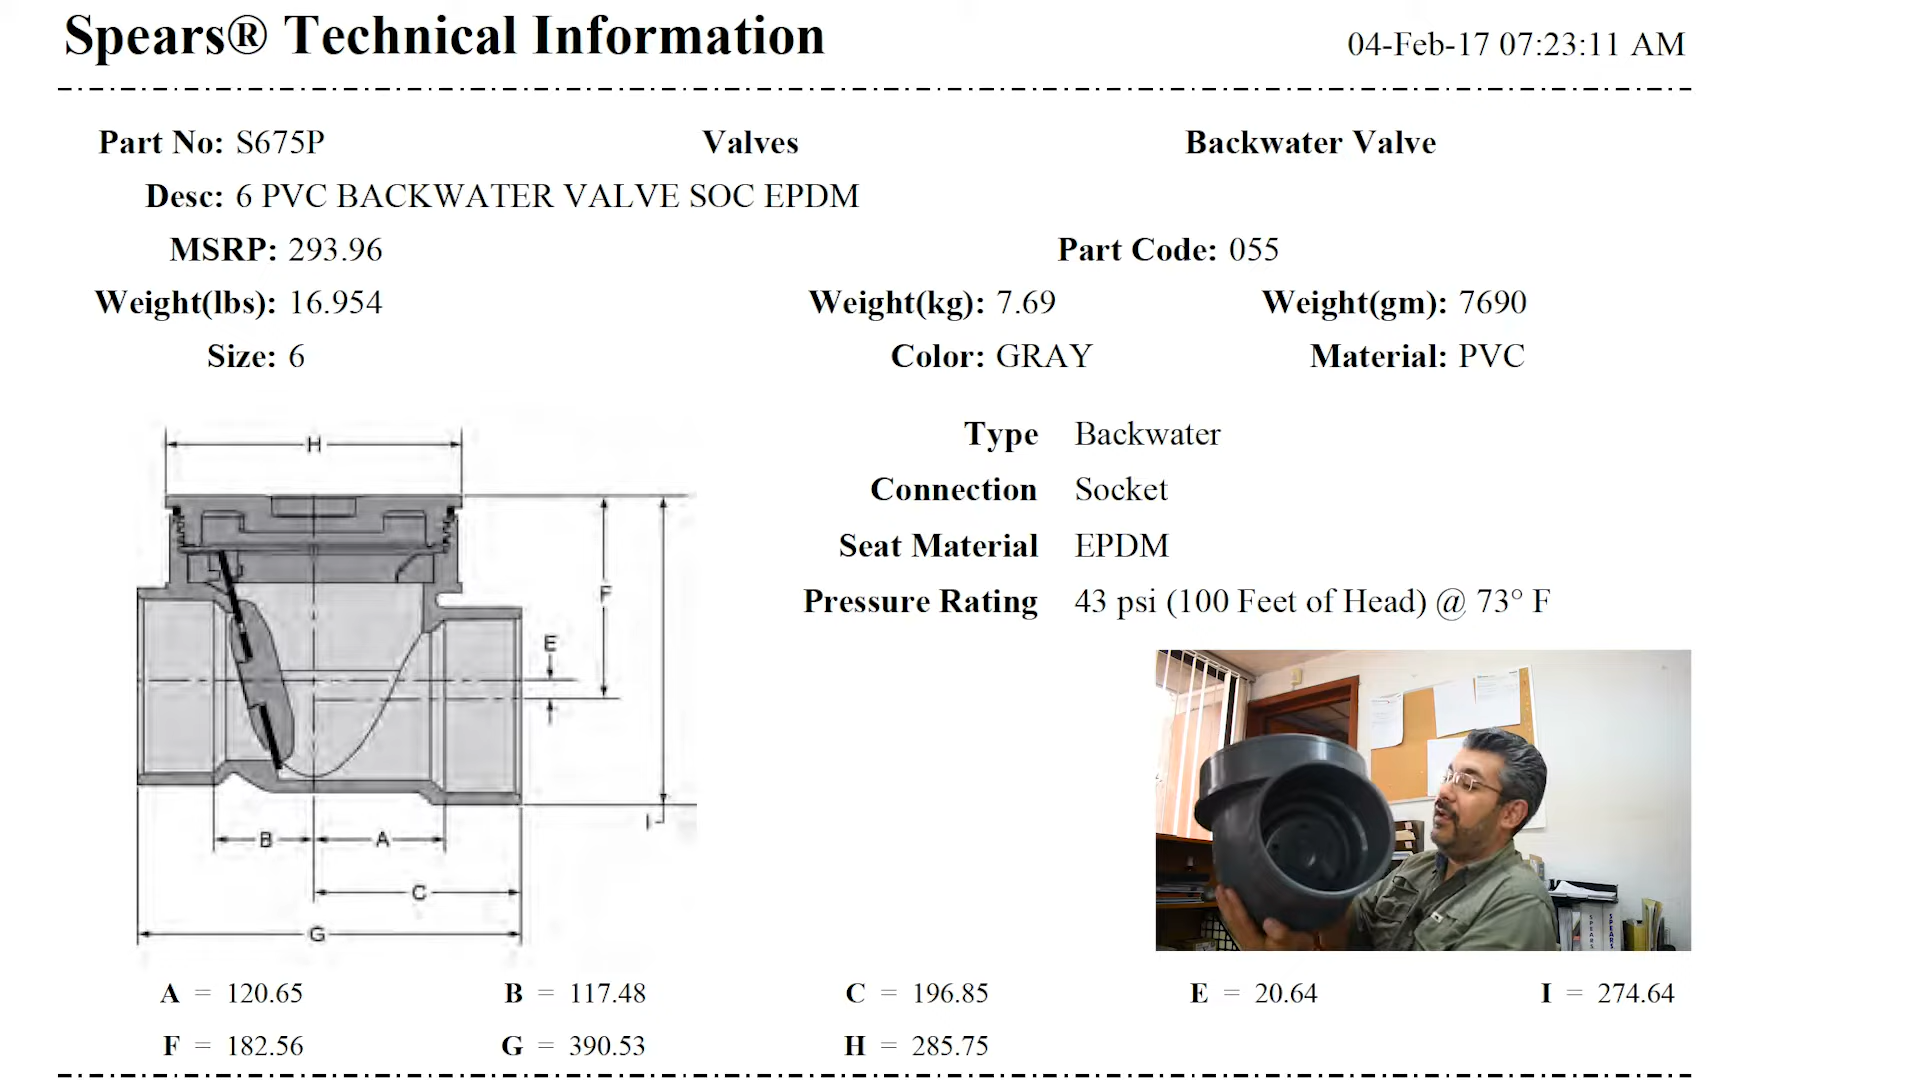 Spears® Technical Information
04-Feb-17 07:23:11 AM
Part No: S675P
Valves
Backwater Valve
Desc: 6 PVC BACKWATER VALVE SOC EPDM
MSRP: 293.96
Part Code: 055
Weight(lbs): 16.954
Weight(kg): 7.69
Weight(gm): 7690
Size: 6
Color: GRAY
Material: PVC
Type Backwater
Connection Socket
Seat Material EPDM
Pressure Rating 43 psi (100 Feet of Head) @ 73° F
H
F
E
I
B
A
C
G
SPEARS
SPEARS
A = 120.65
B = 117.48
C = 196.85
E = 20.64
I = 274.64
F = 182.56
G = 390.53
H = 285.75